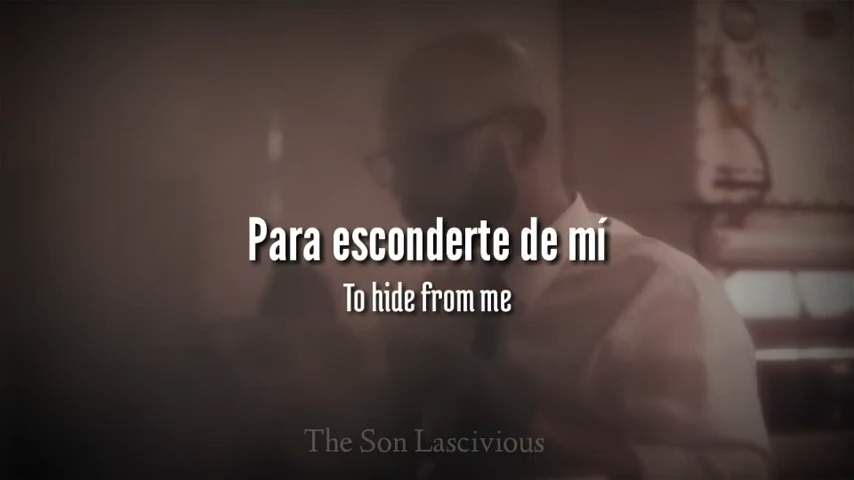 Para esconderte de mí
To hide from me
The Son Lascivious